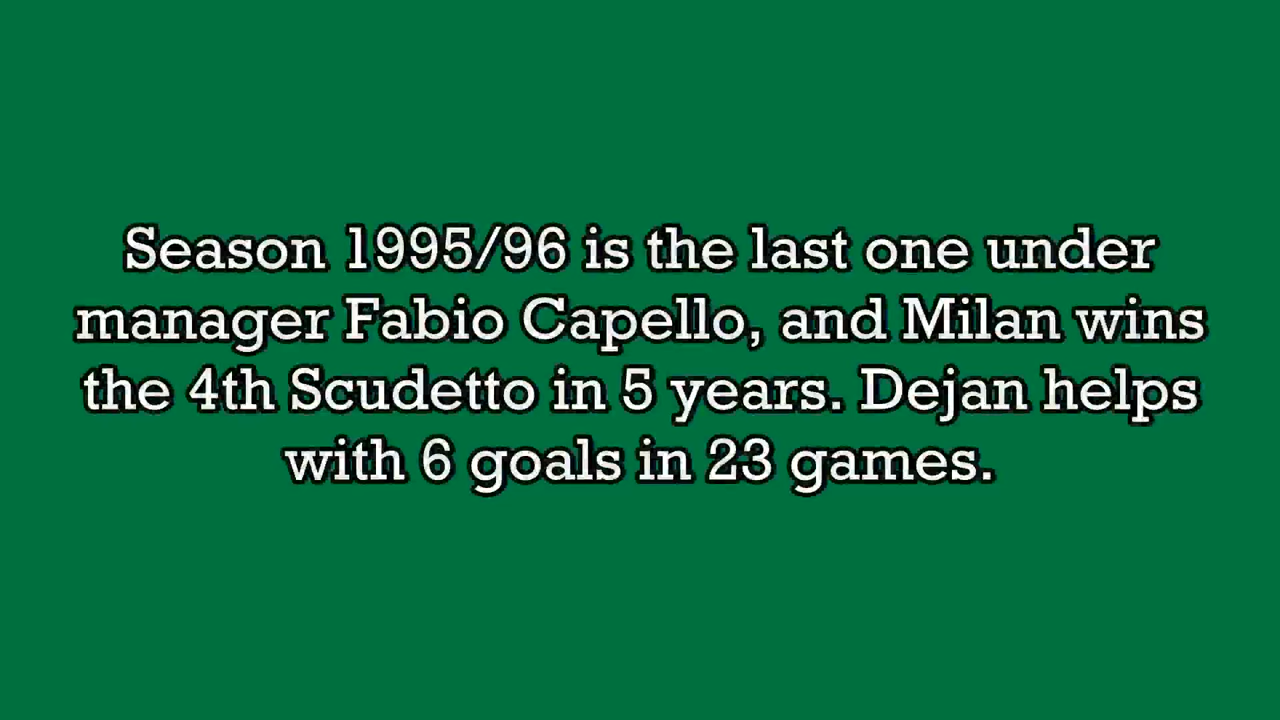 Season 1995/96 is the last one under
manager Fabio Capello, and Milan wins
the 4th Scudetto in 5 years. Dejan helps
with 6 goals in 23 games.